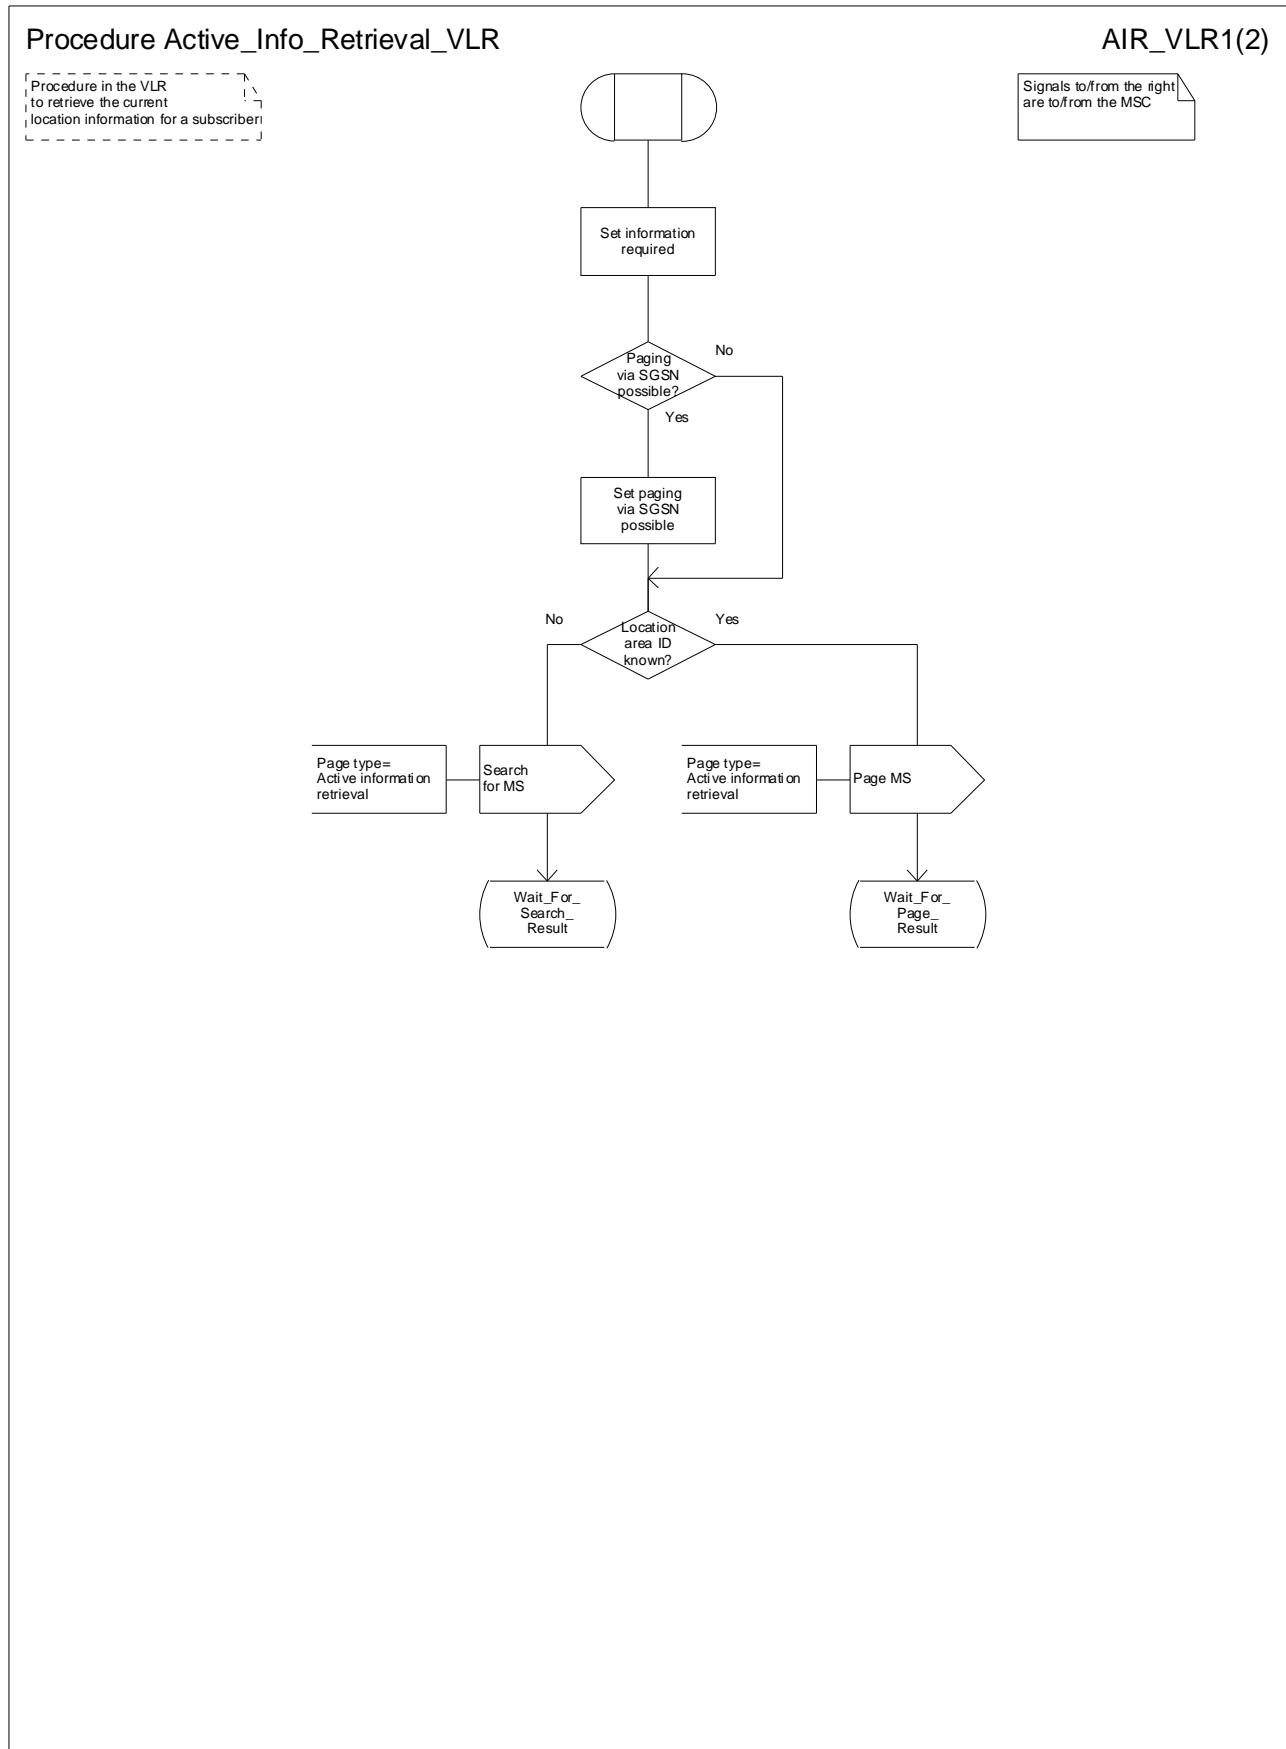 Procedure Active_Info_Retrieval_VLR
AIR_VLR1(2)
Procedure in the VLR
to retrieve the current
location information for a subscriber
Signals to/from the right
are to/from the MSC
Set information
required
Paging
via SGSN
possible?
No
Yes
Set paging
via SGSN
possible
No
Location
area ID
known?
Yes
Page type=
Active information
retrieval
Search
for MS
Page type=
Active information
retrieval
Page MS
Wait_For_
Search_
Result
Wait_For_
Page_
Result